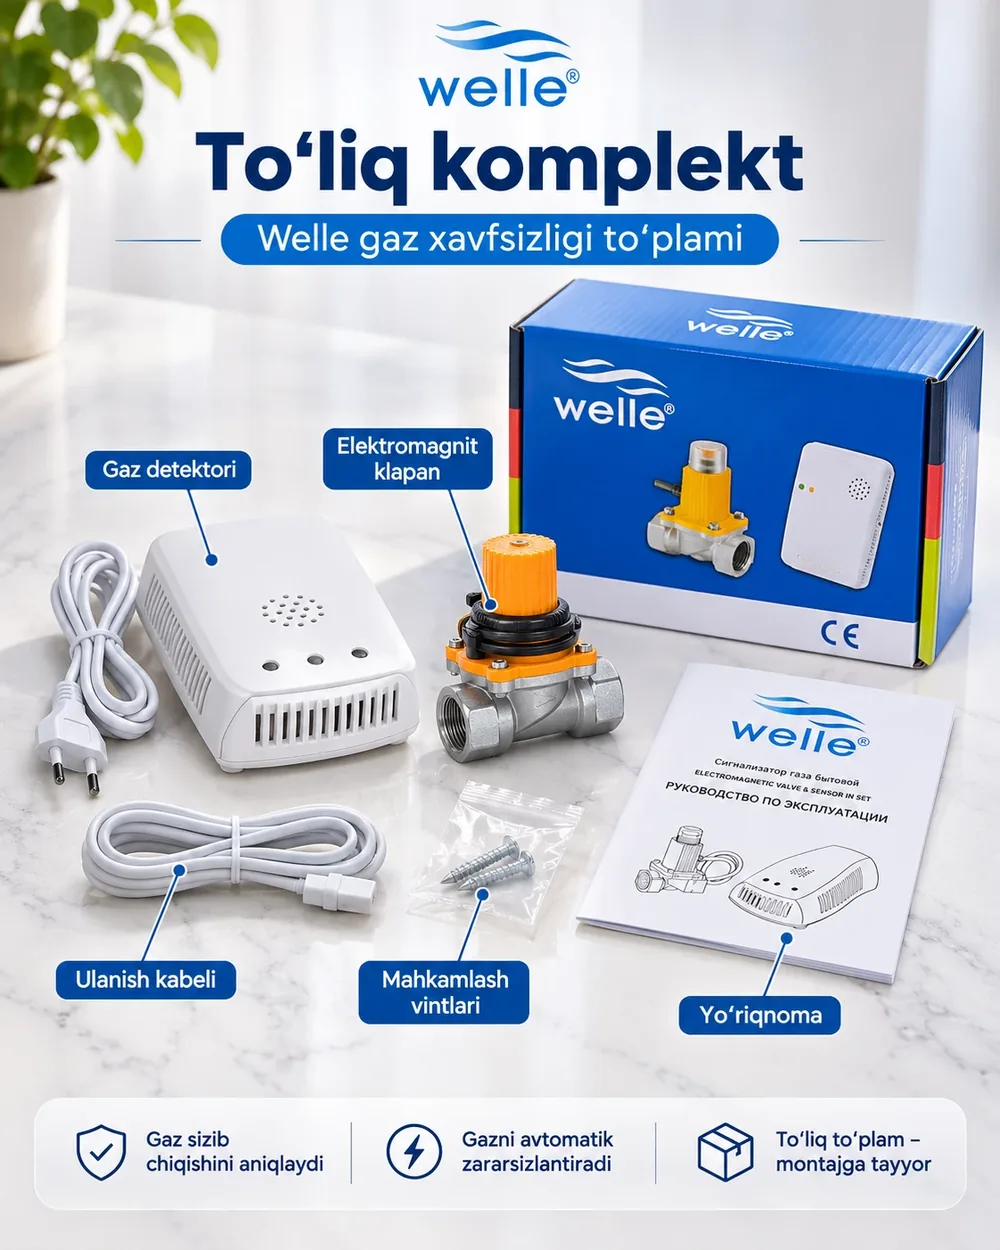 welle®
To‘liq komplekt
Welle gaz xavfsizligi to‘plami
welle®
welle®
CE
Gaz detektori
Elektromagnit
klapan
welle®
Сигнализатор газа бытовой
ELECTROMAGNETIC VALVE & SENSOR IN SET
РУКОВОДСТВО ПО ЭКСПЛУАТАЦИИ
Ulanish kabeli
Mahkamlash
vintlari
Yo‘riqnoma
Gaz sizib
chiqishini aniqlaydi
Gazni avtomatik
zararsizlantiradi
To‘liq to‘plam –
montajga tayyor